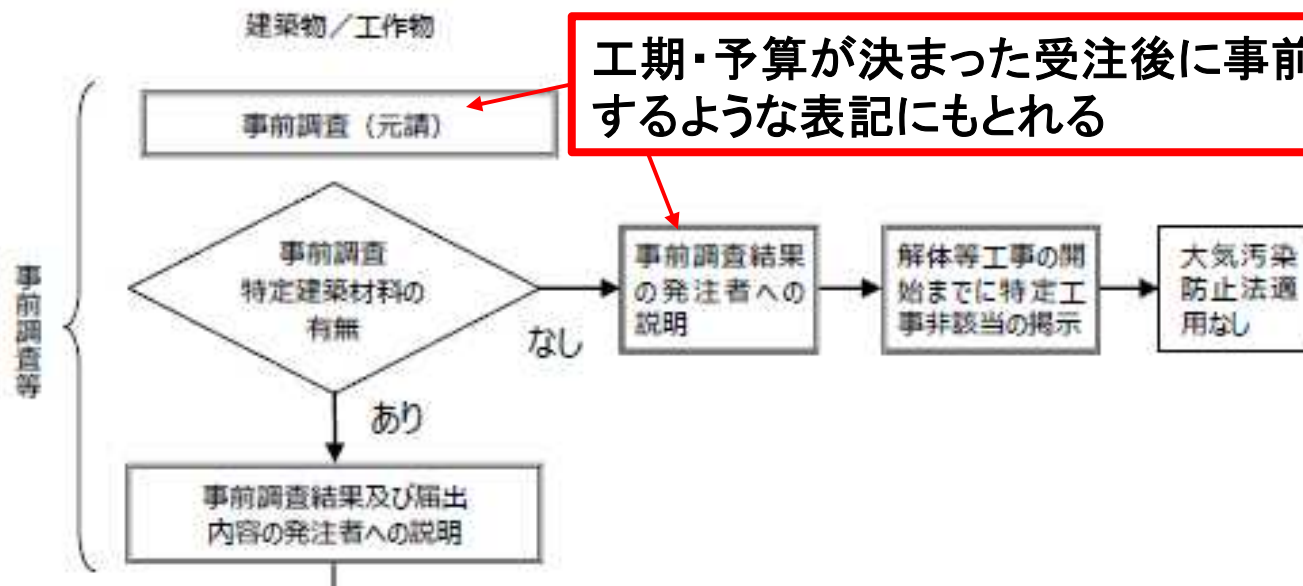 建築物／工作物
工期・予算が決まった受注後に事前
するような表記にもとれる
事前調査（元請）
事前調査等
事前調査
特定建築材料の
有無
なし
あり
事前調査結果
の発注者への
説明
解体等工事の開
始までに特定工
事非該当の掲示
大気汚染
防止法適
用なし
事前調査結果及び届出
内容の発注者への説明